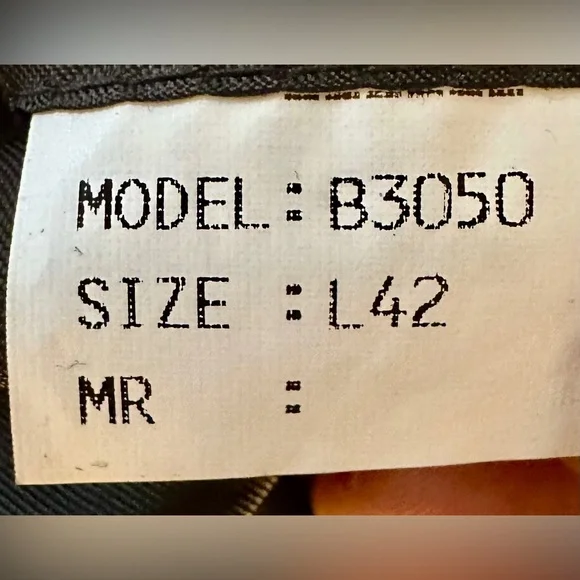 MODEL : B3050
SIZE : L42
MR :